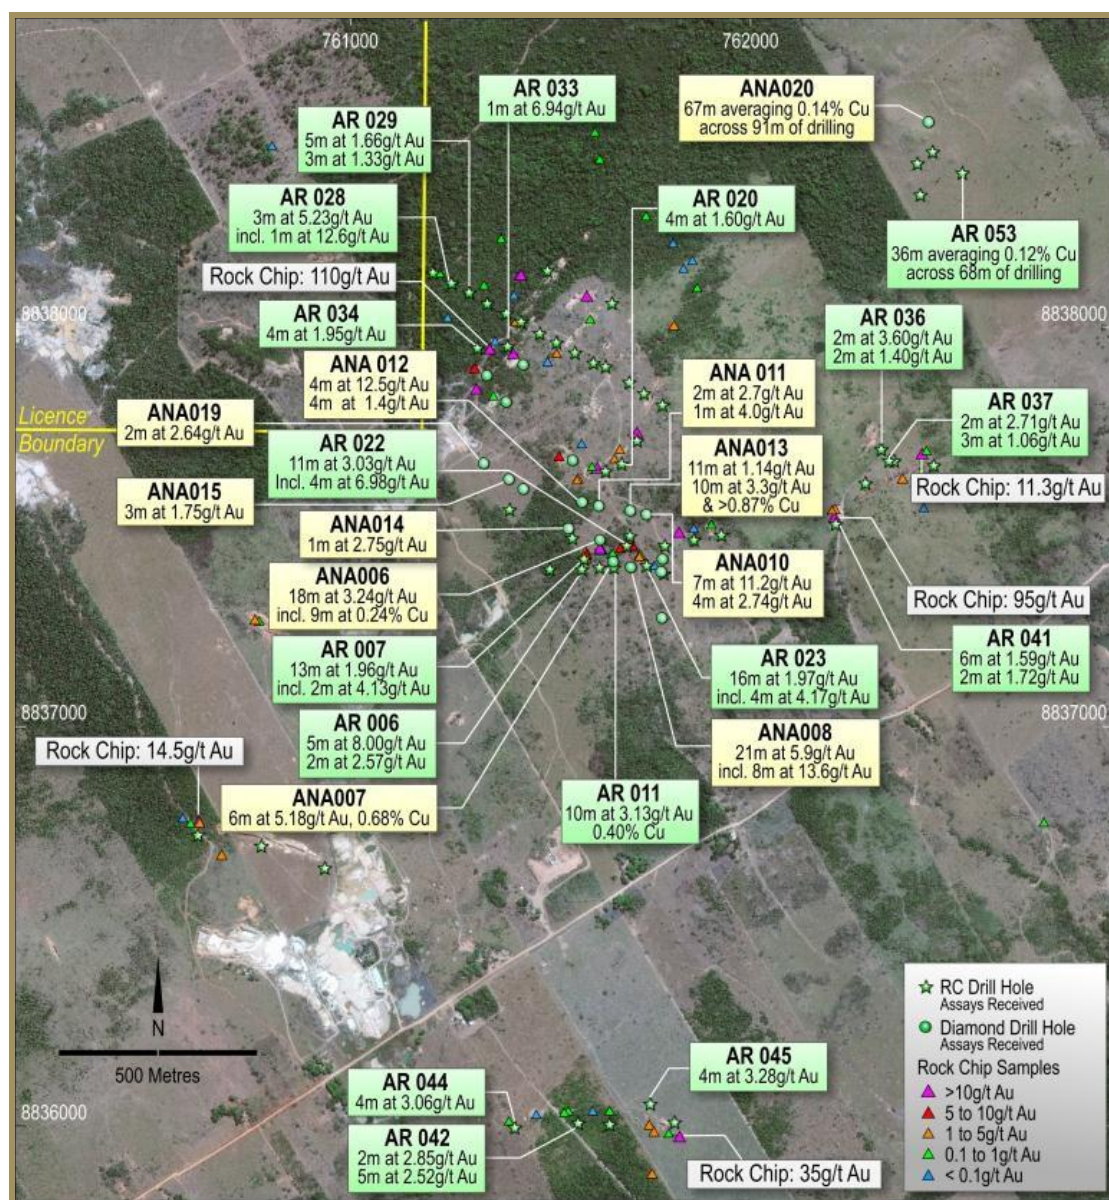 761000
762000
AR 033
1m at 6.94g/t Au
ANA020
67m averaging 0.14% Cu
across 91m of drilling
AR 029
5m at 1.66g/t Au
3m at 1.33g/t Au
AR 028
3m at 5.23g/t Au
incl. 1m at 12.6g/t Au
AR 020
4m at 1.60g/t Au
AR 053
36m averaging 0.12% Cu
across 68m of drilling
Rock Chip: 110g/t Au
8838000
8838000
AR 034
4m at 1.95g/t Au
AR 036
2m at 3.60g/t Au
2m at 1.40g/t Au
ANA 012
4m at 12.5g/t Au
4m at 1.4g/t Au
ANA 011
2m at 2.7g/t Au
1m at 4.0g/t Au
AR 037
2m at 2.71g/t Au
3m at 1.06g/t Au
Licence
Boundary
ANA019
2m at 2.64g/t Au
AR 022
11m at 3.03g/t Au
Incl. 4m at 6.98g/t Au
ANA013
11m at 1.14g/t Au
10m at 3.3g/t Au
& >0.87% Cu
Rock Chip: 11.3g/t Au
ANA015
3m at 1.75g/t Au
ANA014
1m at 2.75g/t Au
ANA010
7m at 11.2g/t Au
4m at 2.74g/t Au
ANA006
18m at 3.24g/t Au
incl. 9m at 0.24% Cu
Rock Chip: 95g/t Au
AR 007
13m at 1.96g/t Au
incl. 2m at 4.13g/t Au
AR 023
16m at 1.97g/t Au
incl. 4m at 4.17g/t Au
AR 041
6m at 1.59g/t Au
2m at 1.72g/t Au
8837000
8837000
AR 006
5m at 8.00g/t Au
2m at 2.57g/t Au
ANA008
21m at 5.9g/t Au
incl. 8m at 13.6g/t Au
Rock Chip: 14.5g/t Au
ANA007
6m at 5.18g/t Au, 0.68% Cu
AR 011
10m at 3.13g/t Au
0.40% Cu
N
500 Metres
8836000
AR 044
4m at 3.06g/t Au
AR 045
4m at 3.28g/t Au
AR 042
2m at 2.85g/t Au
5m at 2.52g/t Au
Rock Chip: 35g/t Au
RC Drill Hole
Assays Received
Diamond Drill Hole
Assays Received
Rock Chip Samples
>10g/t Au
5 to 10g/t Au
1 to 5g/t Au
0.1 to 1g/t Au
< 0.1g/t Au